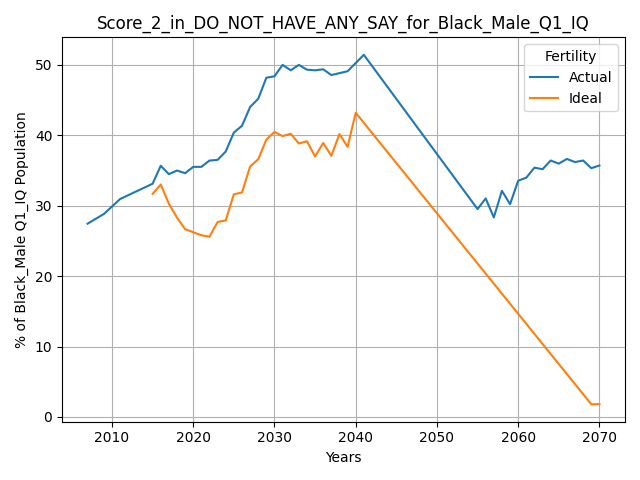 Score_2_in_DO_NOT_HAVE_ANY_SAY_for_Black_Male_Q1_IQ
Fertility
Actual
Ideal
% of Black_Male Q1_IQ Population
50
40
30
20
10
0
2010 2020 2030 2040 2050 2060 2070
Years